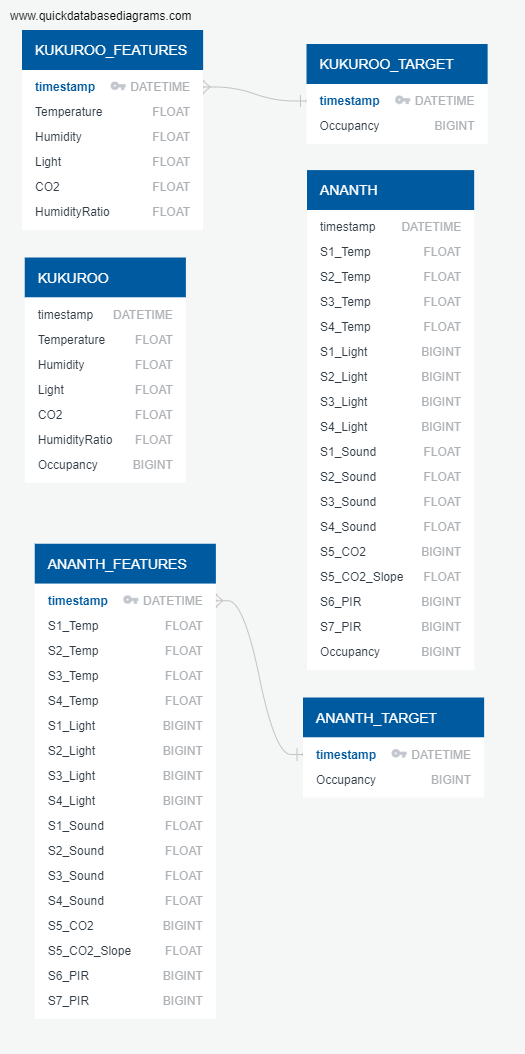 www.quickdatabasediagrams.com
KUKUROO_FEATURES
timestamp DATETIME
Temperature FLOAT
Humidity FLOAT
Light FLOAT
CO2 FLOAT
HumidityRatio FLOAT
KUKUROO_TARGET
timestamp DATETIME
Occupancy BIGINT
KUKUROO
timestamp DATETIME
Temperature FLOAT
Humidity FLOAT
Light FLOAT
CO2 FLOAT
HumidityRatio FLOAT
Occupancy BIGINT
ANANTH
timestamp DATETIME
S1_Temp FLOAT
S2_Temp FLOAT
S3_Temp FLOAT
S4_Temp FLOAT
S1_Light BIGINT
S2_Light BIGINT
S3_Light BIGINT
S4_Light BIGINT
S1_Sound FLOAT
S2_Sound FLOAT
S3_Sound FLOAT
S4_Sound FLOAT
S5_CO2 BIGINT
S5_CO2_Slope FLOAT
S6_PIR BIGINT
S7_PIR BIGINT
Occupancy BIGINT
ANANTH_FEATURES
timestamp DATETIME
S1_Temp FLOAT
S2_Temp FLOAT
S3_Temp FLOAT
S4_Temp FLOAT
S1_Light BIGINT
S2_Light BIGINT
S3_Light BIGINT
S4_Light BIGINT
S1_Sound FLOAT
S2_Sound FLOAT
S3_Sound FLOAT
S4_Sound FLOAT
S5_CO2 BIGINT
S5_CO2_Slope FLOAT
S6_PIR BIGINT
S7_PIR BIGINT
ANANTH_TARGET
timestamp DATETIME
Occupancy BIGINT